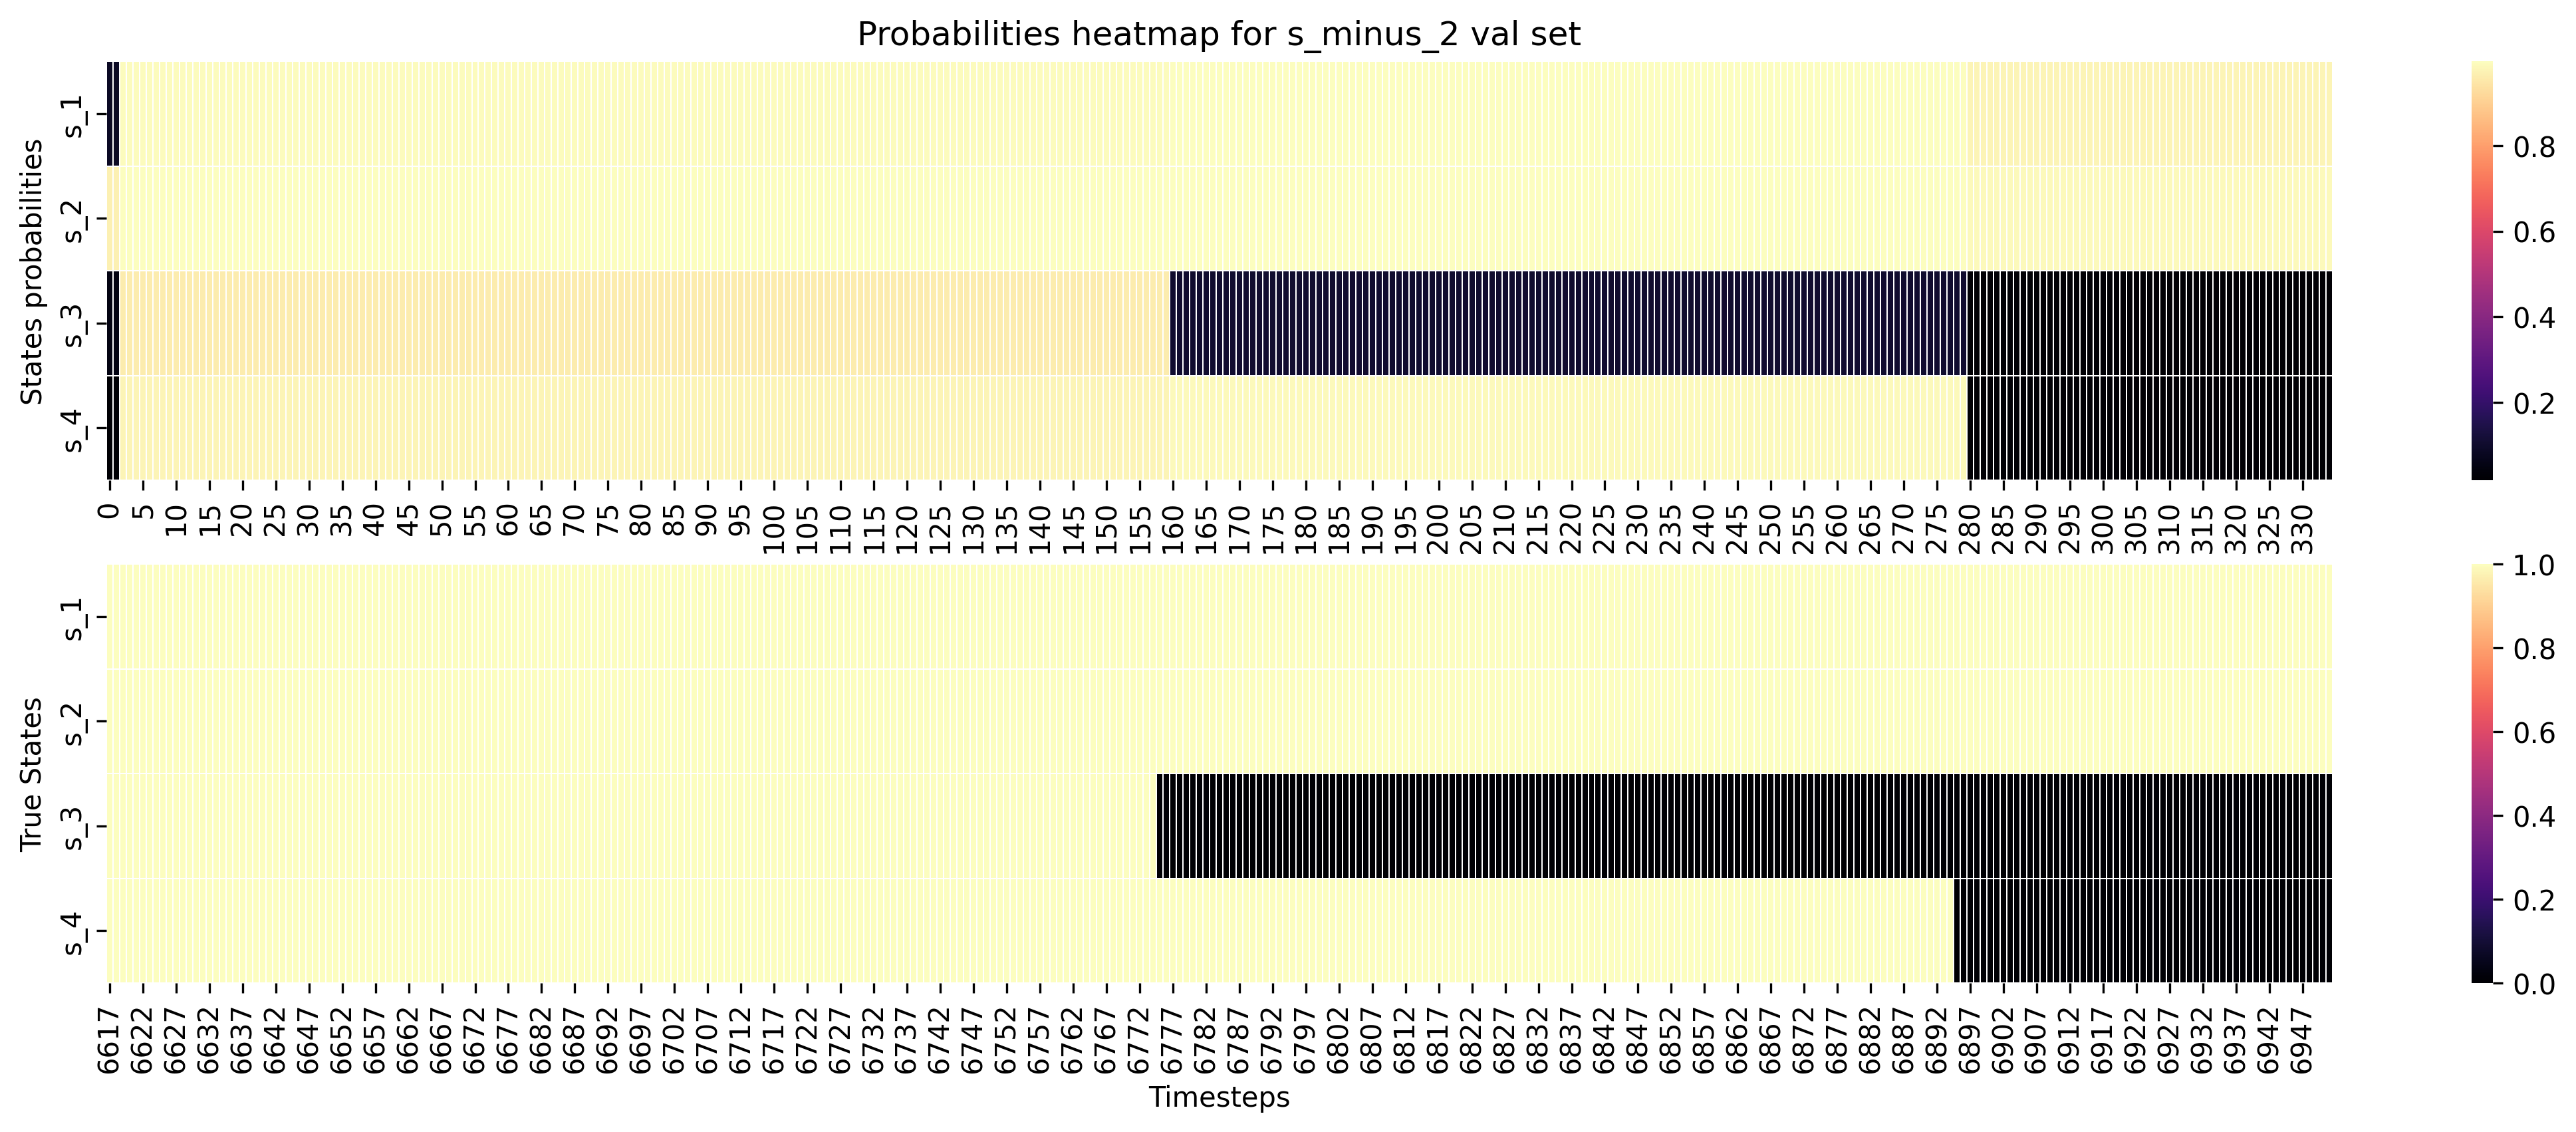 Probabilities heatmap for s_minus_2 val set
States probabilities
s_1
s_2
s_3
s_4
0 5 10 15 20 25 30 35 40 45 50 55 60 65 70 75 80 85 90 95 100 105 110 115 120 125 130 135 140 145 150 155 160 165 170 175 180 185 190 195 200 205 210 215 220 225 230 235 240 245 250 255 260 265 270 275 280 285 290 295 300 305 310 315 320 325 330
0.8
0.6
0.4
0.2
True States
s_1
s_2
s_3
s_4
6617 6622 6627 6632 6637 6642 6647 6652 6657 6662 6667 6672 6677 6682 6687 6692 6697 6702 6707 6712 6717 6722 6727 6732 6737 6742 6747 6752 6757 6762 6767 6772 6777 6782 6787 6792 6797 6802 6807 6812 6817 6822 6827 6832 6837 6842 6847 6852 6857 6862 6867 6872 6877 6882 6887 6892 6897 6902 6907 6912 6917 6922 6927 6932 6937 6942 6947
Timesteps
1.0
0.8
0.6
0.4
0.2
0.0